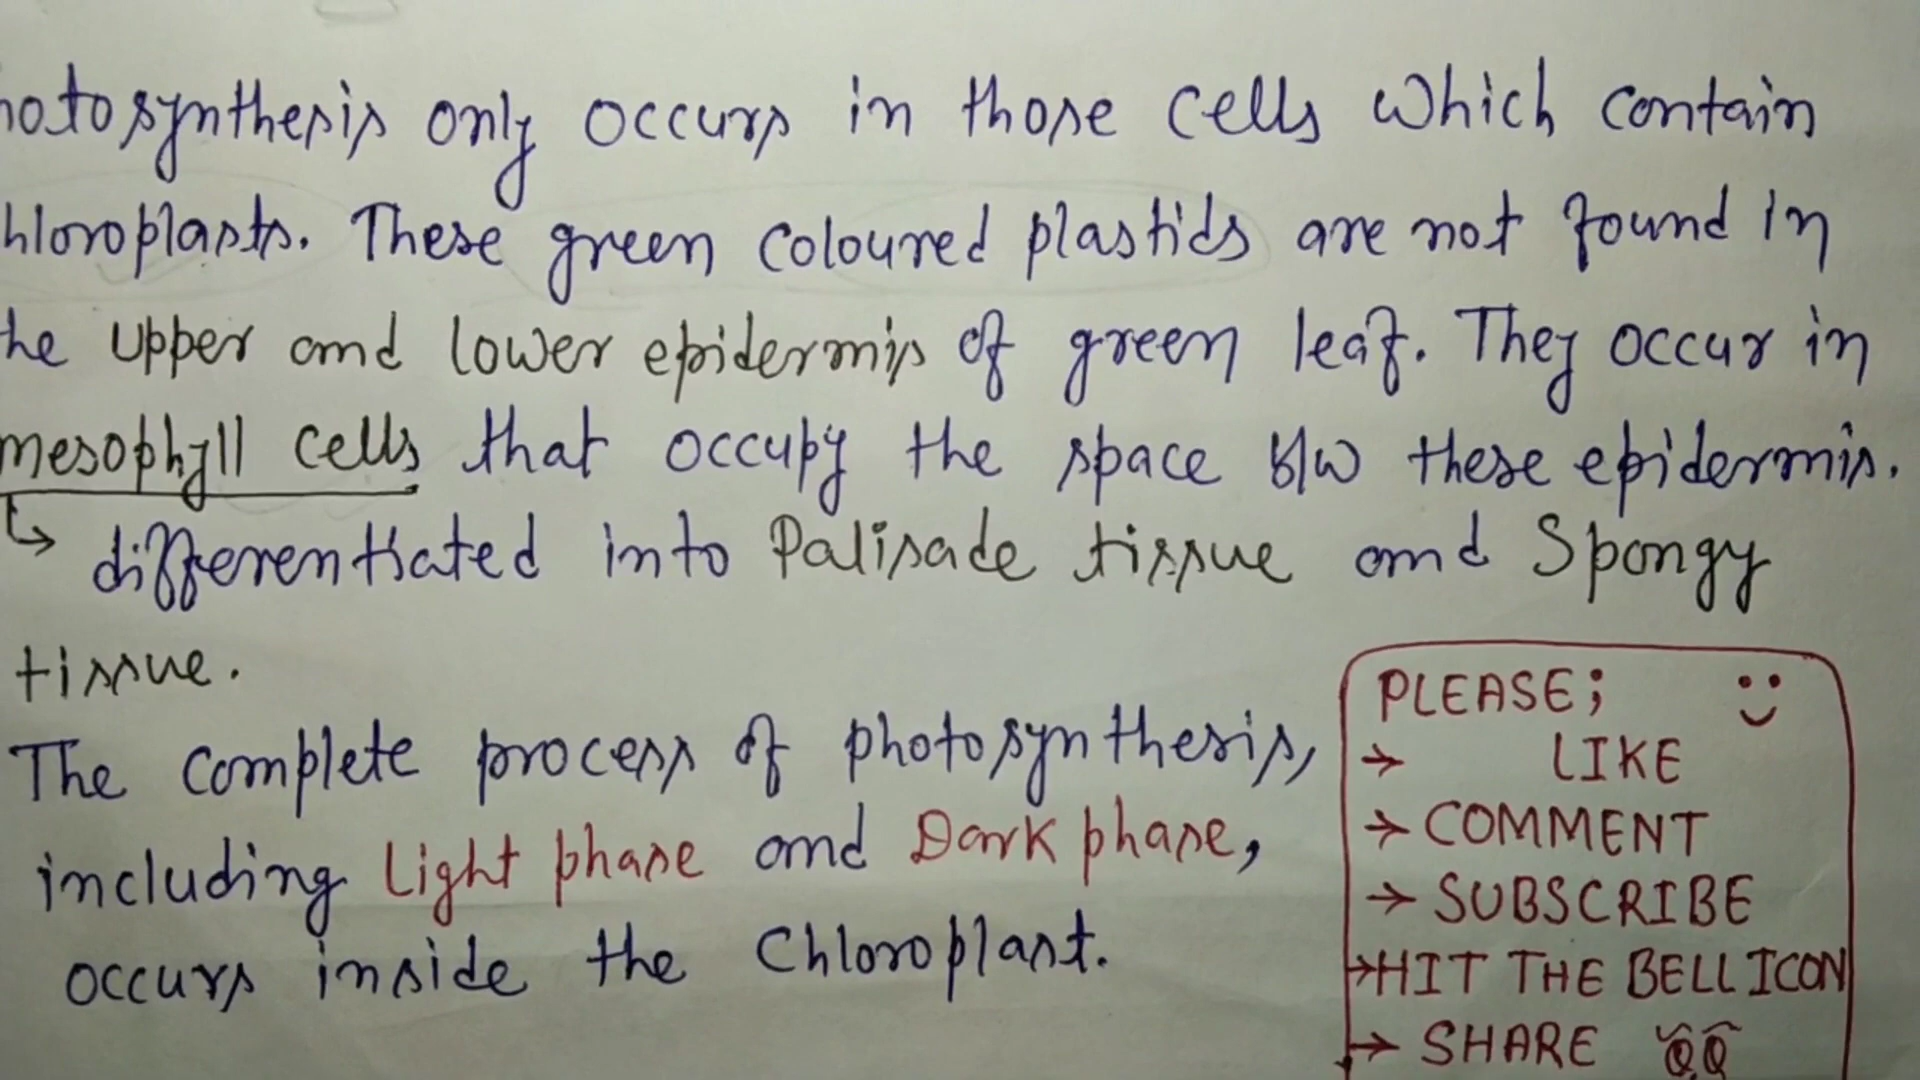 hotosynthesis only occurs in those cells which contain
hloroplasts. These green coloured plastids are not found in
he upper and lower epidermis of green leaf. They occur in
mesophyll cells that occupy the space b/w these epidermis.
↳ differentiated into Palisade tissue and Spongy
tissue.
The complete process of photosynthesis,
including Light phase and Dark phase,
occurs inside the Chloroplast.
PLEASE;
→ LIKE
→ COMMENT
→ SUBSCRIBE
→ HIT THE BELL ICON
→ SHARE